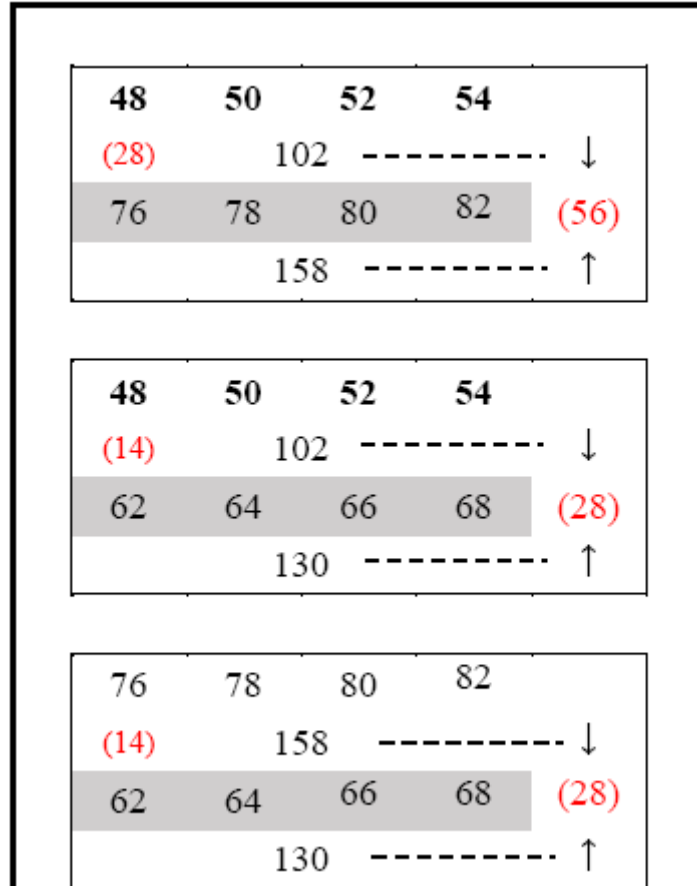 48 50 52 54
(28) 102 ---------- ↓
76 78 80 82 (56)
158 ---------- ↑
48 50 52 54
(14) 102 ---------- ↓
62 64 66 68 (28)
130 ---------- ↑
76 78 80 82
(14) 158 ---------- ↓
62 64 66 68 (28)
130 ---------- ↑